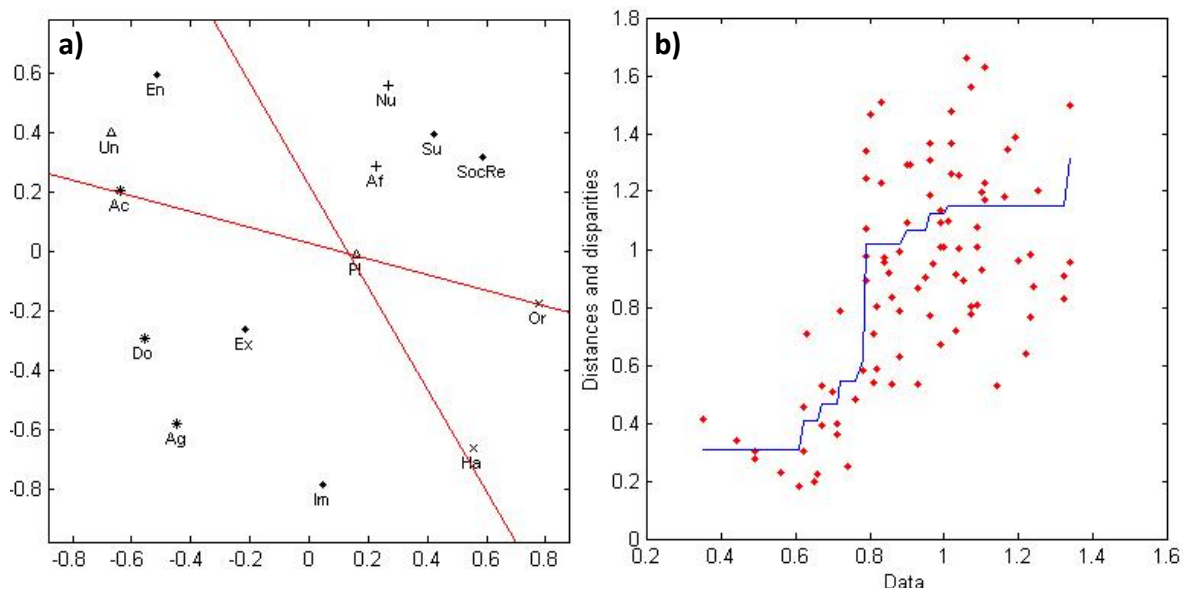 a)
0.6
0.4
0.2
0
-0.2
-0.4
-0.6
-0.8
-0.8 -0.6 -0.4 -0.2 0 0.2 0.4 0.6 0.8
En
Nu
Un
Su
Af
SocRe
Ac
Pl
Or
Do
Ex
Ag
Ha
Im
b)
1.8
1.6
1.4
1.2
1
0.8
0.6
0.4
0.2
0
Distances and disparities
0.2 0.4 0.6 0.8 1 1.2 1.4 1.6
Data